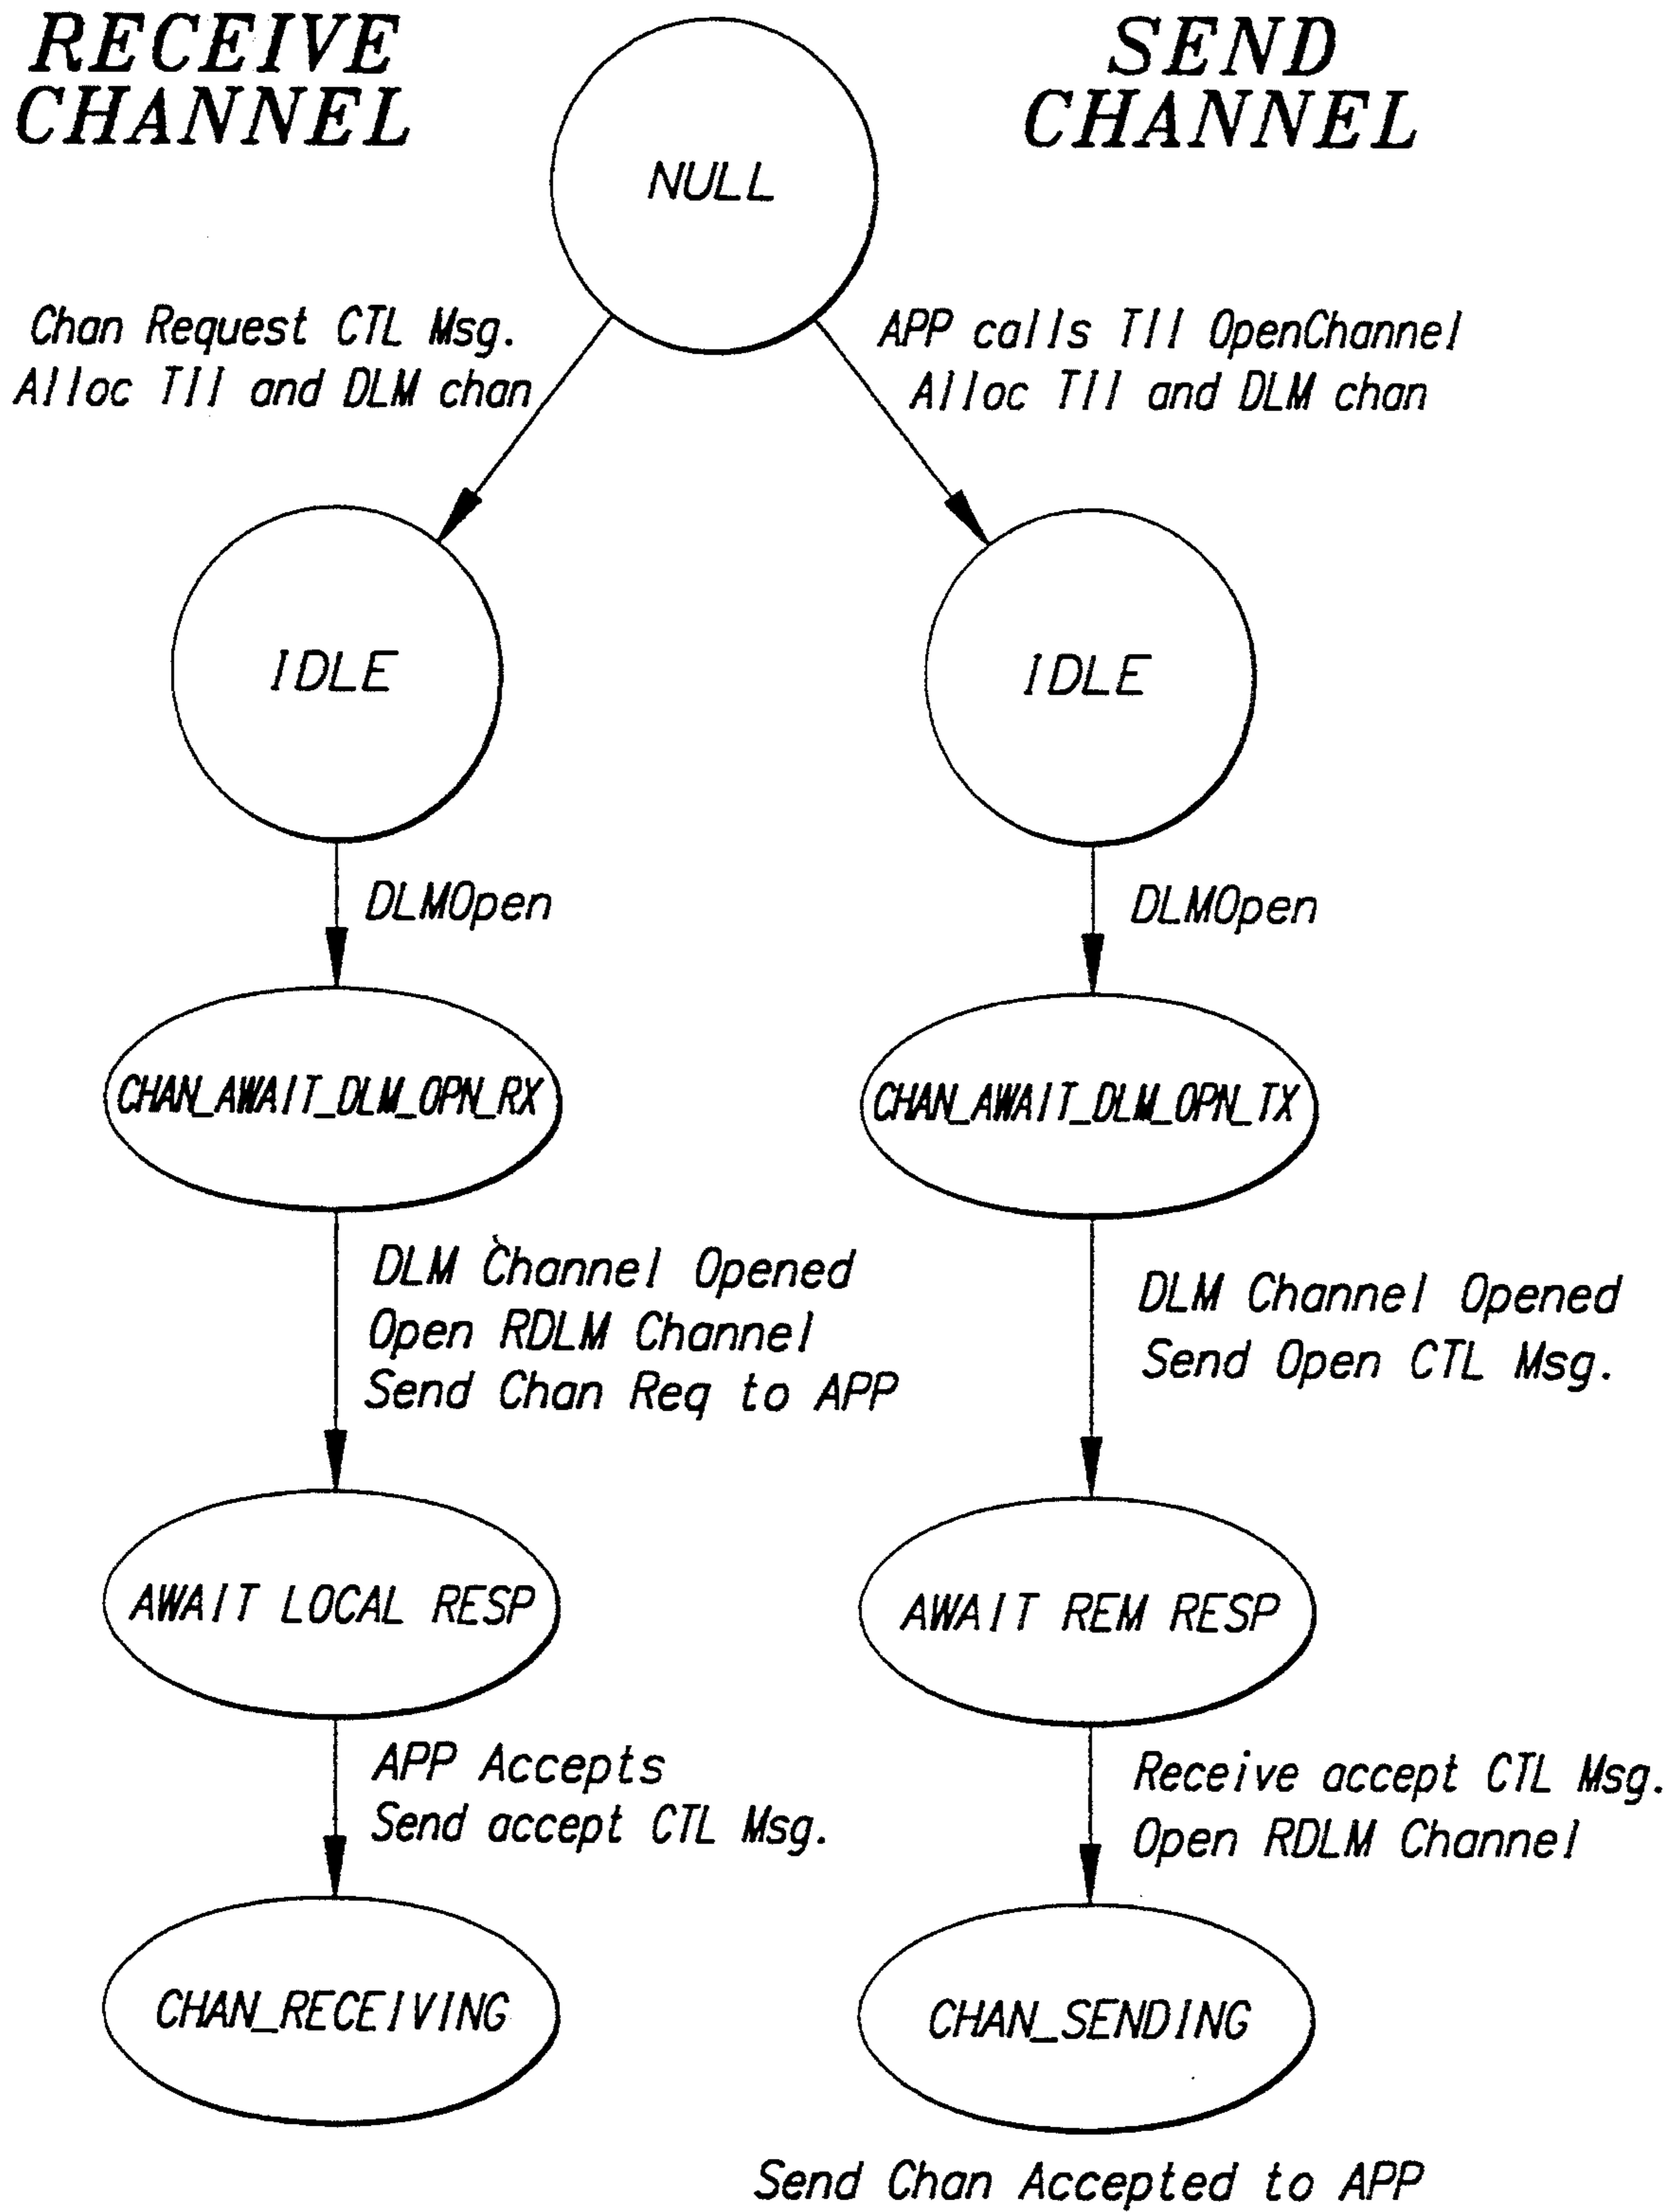 RECEIVE
CHANNEL
SEND
CHANNEL
NULL
Chan Request CTL Msg.
Alloc TII and DLM chan
APP calls TII OpenChannel
Alloc TII and DLM chan
IDLE
IDLE
DLMOpen
DLMOpen
CHAN_AWAIT_DLM_OPN_RX
CHAN_AWAIT_DLM_OPN_TX
DLM Channel Opened
Open RDLM Channel
Send Chan Req to APP
DLM Channel Opened
Send Open CTL Msg.
AWAIT LOCAL RESP
AWAIT REM RESP
APP Accepts
Send accept CTL Msg.
Receive accept CTL Msg.
Open RDLM Channel
CHAN_RECEIVING
CHAN_SENDING
Send Chan Accepted to APP